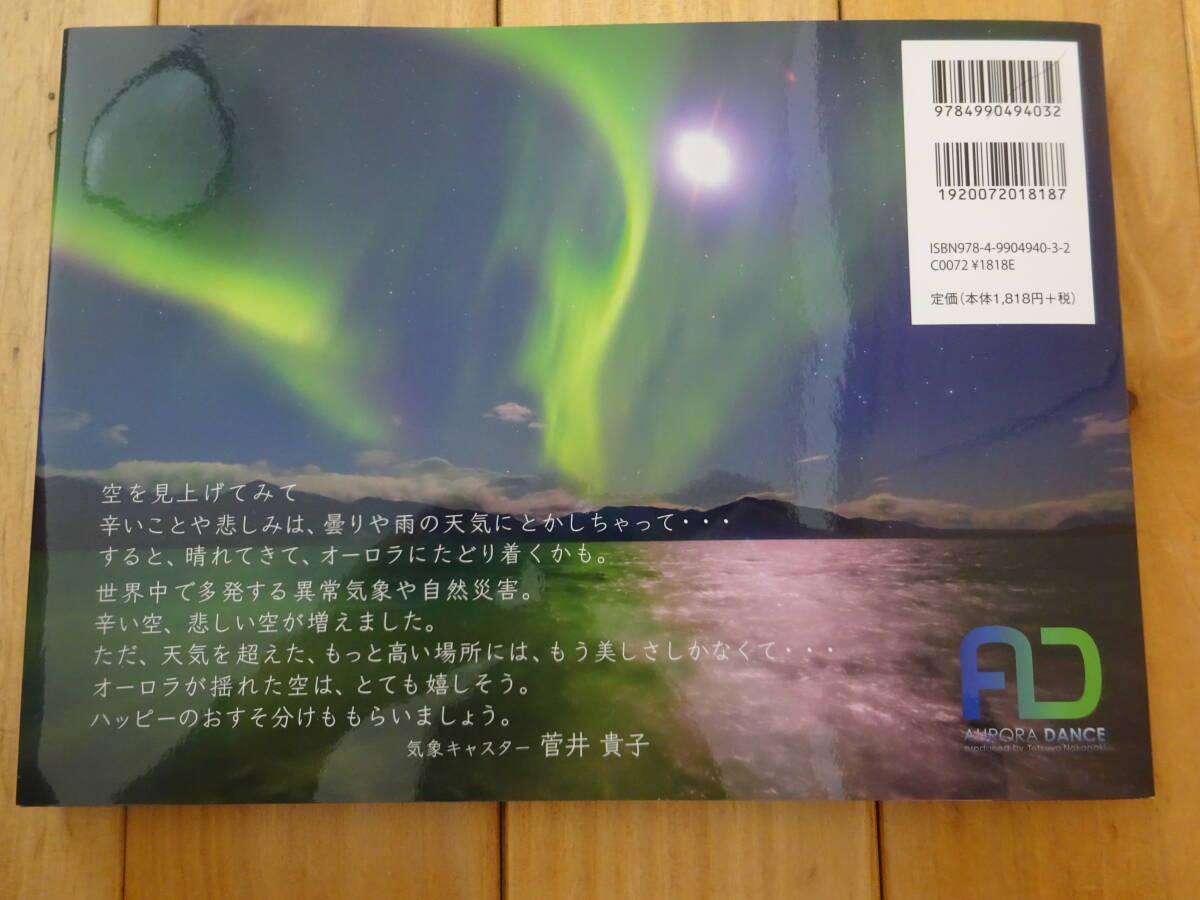 9784990494032
1920072018187
ISBN978-4-9904940-3-2
C0072 ¥1818E
定価(本体1,818円+税)
空を見上げてみて
辛いことや悲しみは、曇りや雨の天気にとかしちゃって・・・
すると、晴れてきて、オーロラにたどり着くかも。
世界中で多発する異常気象や自然災害。
辛い空、悲しい空が増えました。
ただ、天気を超えた、もっと高い場所には、もう美しさしかなくて・・・
オーロラが揺れた空は、とても嬉しそう。
ハッピーのおすそ分けももらいましょう。
気象キャスター 菅井 貴子
AD
AURORA DANCE
produced by Tetsuya Nakagaki